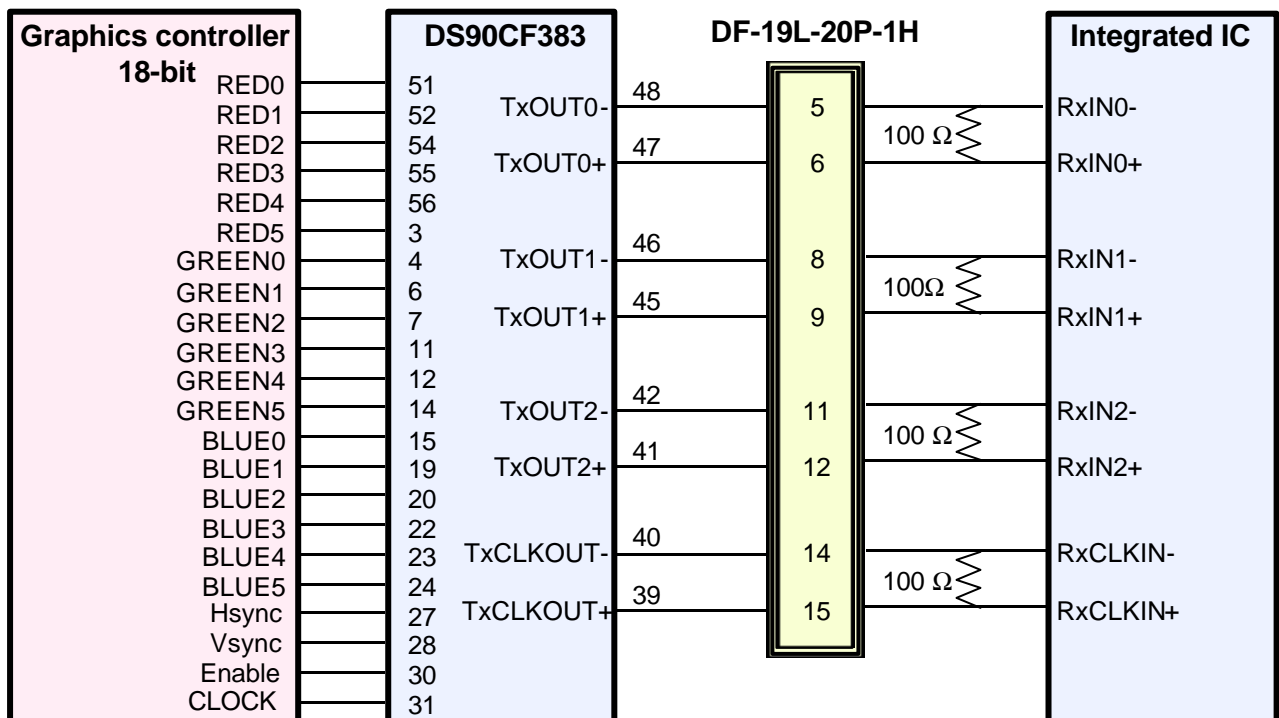 Graphics controller
18-bit
DS90CF383
DF-19L-20P-1H
Integrated IC
RED0 51
RED1 52
RED2 54
RED3 55
RED4 56
RED5 3
GREEN0 4
GREEN1 6
GREEN2 7
GREEN3 11
GREEN4 12
GREEN5 14
BLUE0 15
BLUE1 19
BLUE2 20
BLUE3 22
BLUE4 23
BLUE5 24
Hsync 27
Vsync 28
Enable 30
CLOCK 31
TxOUT0- 48 5 RxIN0-
100 Ω
TxOUT0+ 47 6 RxIN0+
TxOUT1- 46 8 RxIN1-
100Ω
TxOUT1+ 45 9 RxIN1+
TxOUT2- 42 11 RxIN2-
100 Ω
TxOUT2+ 41 12 RxIN2+
TxCLKOUT- 40 14 RxCLKIN-
100 Ω
TxCLKOUT+ 39 15 RxCLKIN+